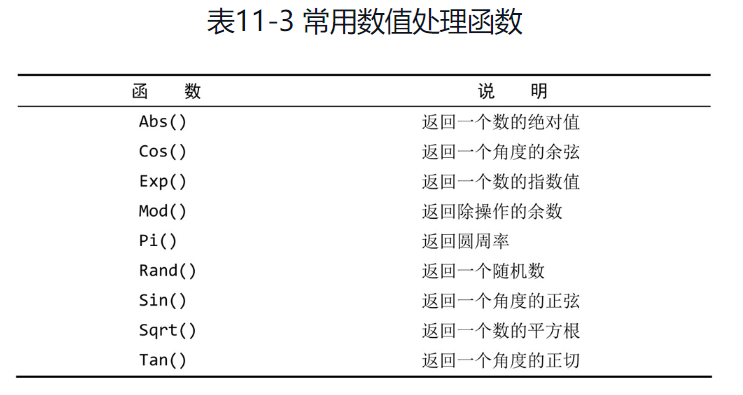 表11-3 常用数值处理函数
函 数 说 明
Abs() 返回一个数的绝对值
Cos() 返回一个角度的余弦
Exp() 返回一个数的指数值
Mod() 返回除操作的余数
Pi() 返回圆周率
Rand() 返回一个随机数
Sin() 返回一个角度的正弦
Sqrt() 返回一个数的平方根
Tan() 返回一个角度的正切